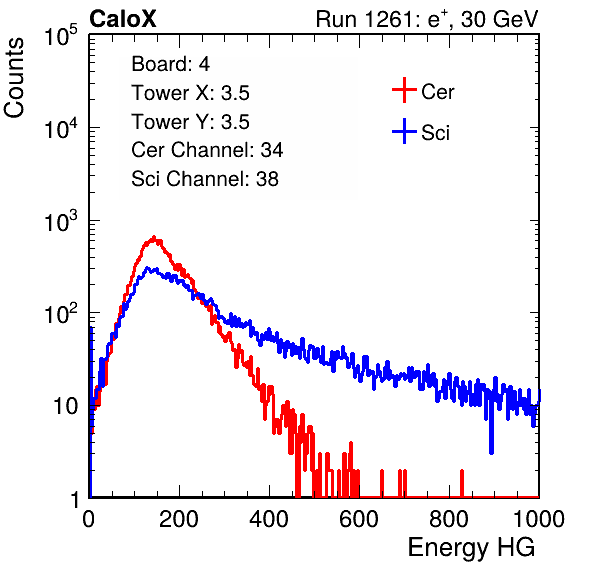 CaloX Run 1261: e⁺, 30 GeV
Counts
10⁵
10⁴
10³
10²
10
1
Board: 4
Tower X: 3.5
Tower Y: 3.5
Cer Channel: 34
Sci Channel: 38
Cer
Sci
0 200 400 600 800 1000
Energy HG